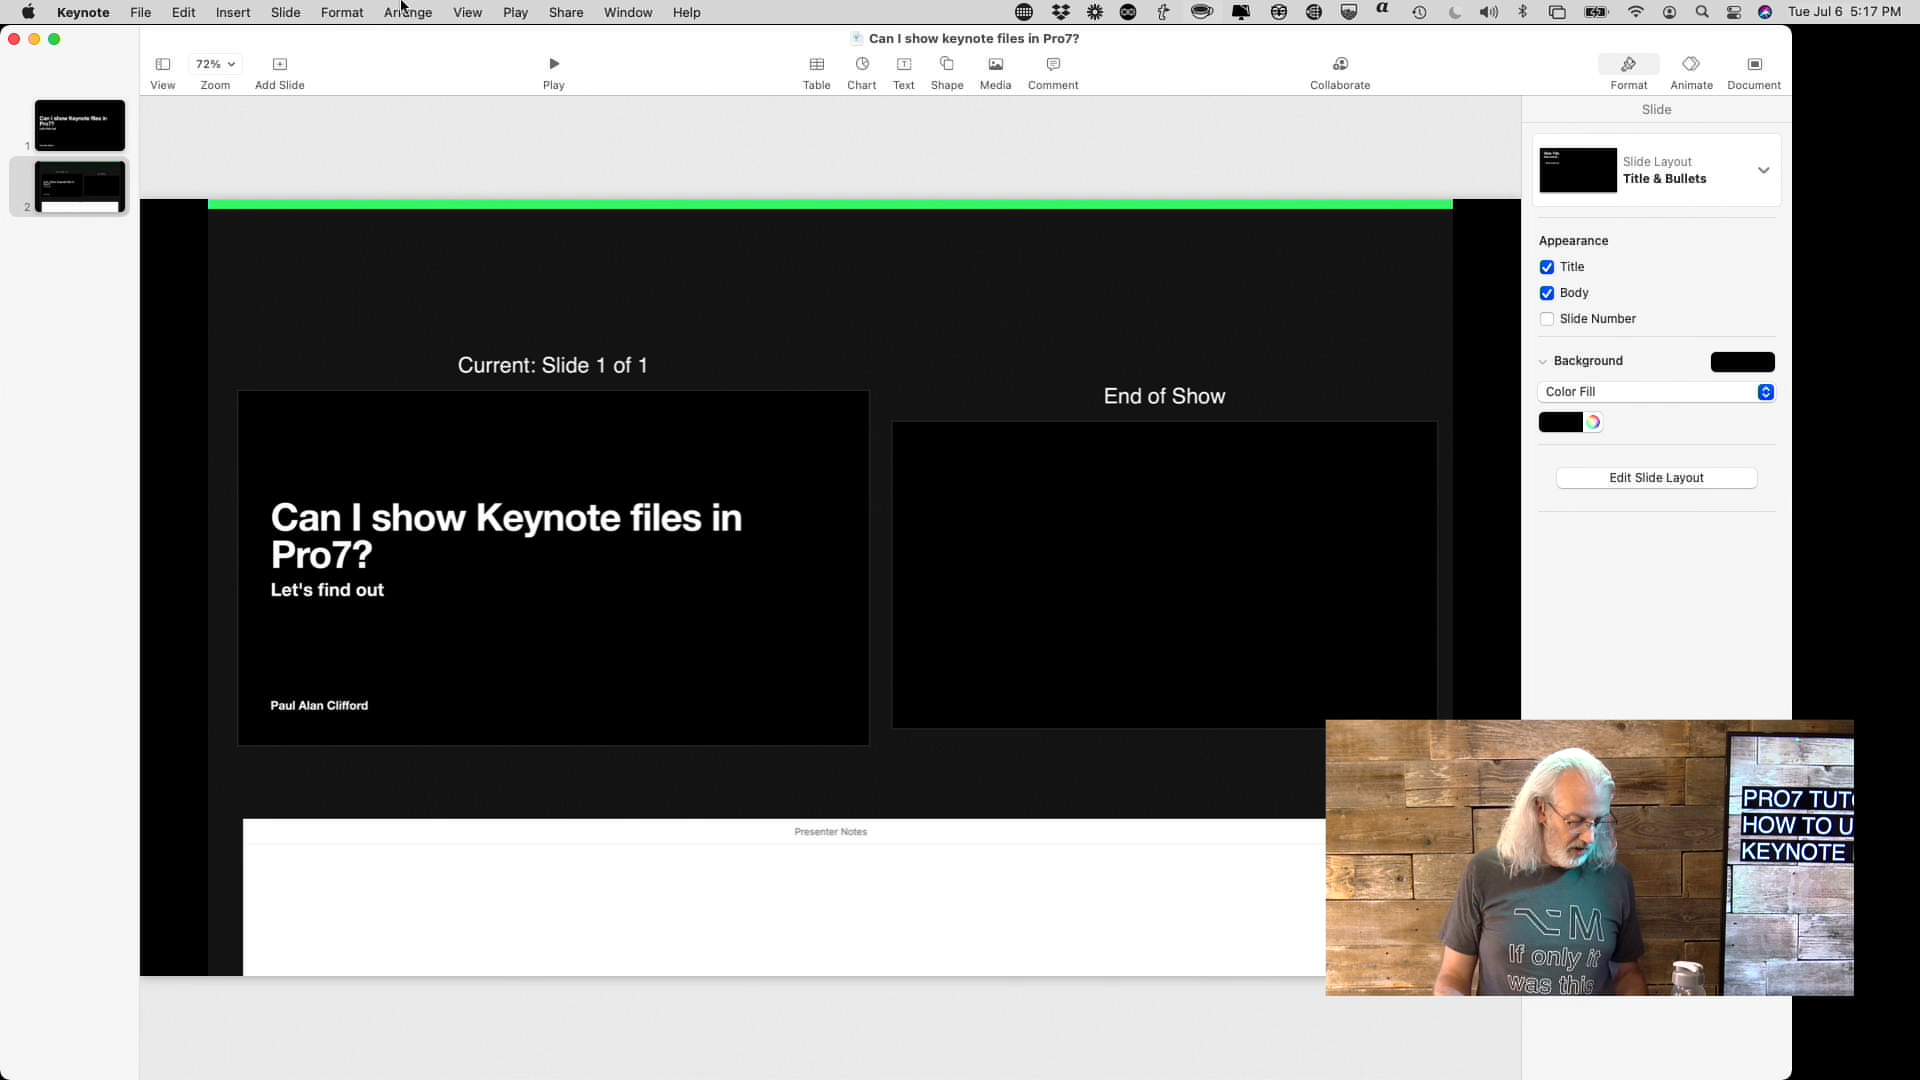 Keynote File Edit Insert Slide Format Arrange View Play Share Window Help
Tue Jul 6 5:17 PM
Can I show keynote files in Pro7?
72%
View Zoom Add Slide Play Table Chart Text Shape Media Comment Collaborate Format Animate Document
Slide
1
2
Slide Layout
Title & Bullets
Appearance
Title
Body
Slide Number
Background
Color Fill
Edit Slide Layout
Current: Slide 1 of 1
End of Show
Can I show Keynote files in
Pro7?
Let's find out
Paul Alan Clifford
Presenter Notes
PRO7 TUT
HOW TO U
KEYNOTE
⌥M
If only it
was this